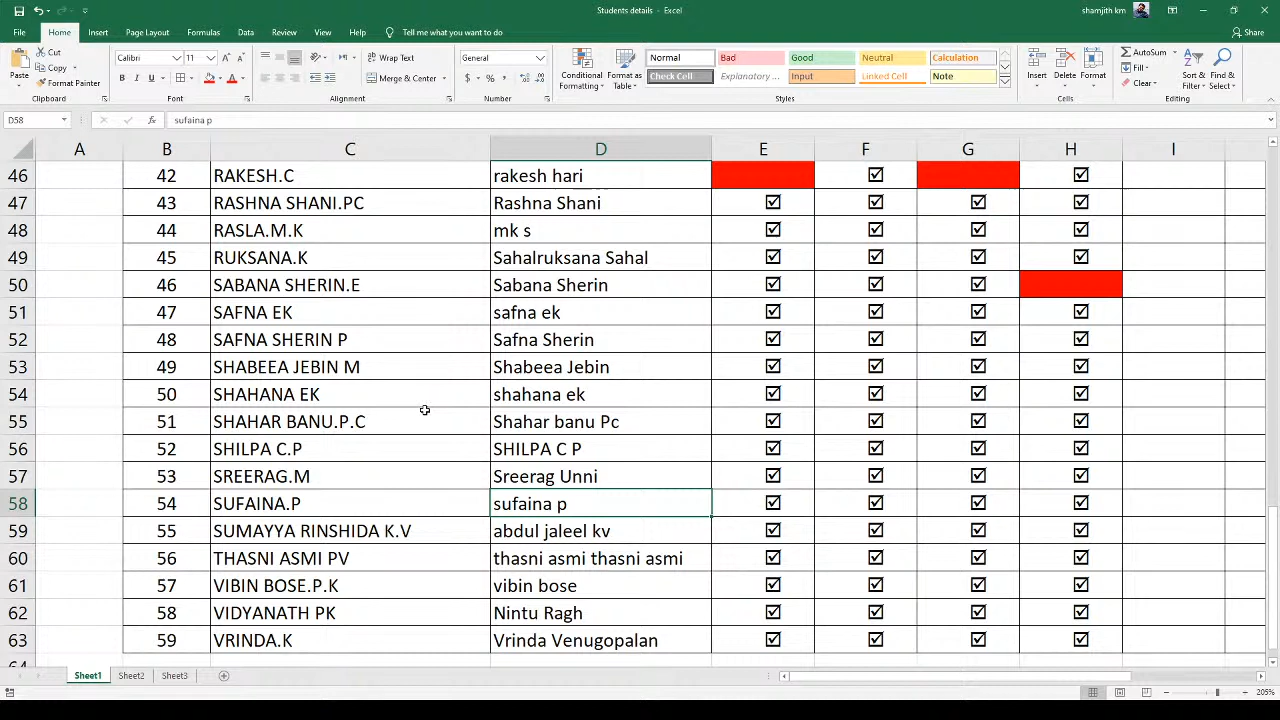 Students details - Excel
shamjith km
File Home Insert Page Layout Formulas Data Review View Help Tell me what you want to do Share
Paste Cut Copy Format Painter Clipboard
Calibri 11 B I U Font
Wrap Text Merge & Center Alignment
General $ % , Number
Conditional Formatting Format as Table
Normal Bad Good Neutral Calculation
Check Cell Explanatory ... Input Linked Cell Note
Styles
Insert Delete Format Cells
AutoSum Fill Clear Sort & Filter Find & Select Editing
D58 fx sufaina p
A B C D E F G H I
46 42 RAKESH.C rakesh hari
47 43 RASHNA SHANI.PC Rashna Shani
48 44 RASLA.M.K mk s
49 45 RUKSANA.K Sahalruksana Sahal
50 46 SABANA SHERIN.E Sabana Sherin
51 47 SAFNA EK safna ek
52 48 SAFNA SHERIN P Safna Sherin
53 49 SHABEEA JEBIN M Shabeea Jebin
54 50 SHAHANA EK shahana ek
55 51 SHAHAR BANU.P.C Shahar banu Pc
56 52 SHILPA C.P SHILPA C P
57 53 SREERAG.M Sreerag Unni
58 54 SUFAINA.P sufaina p
59 55 SUMAYYA RINSHIDA K.V abdul jaleel kv
60 56 THASNI ASMI PV thasni asmi thasni asmi
61 57 VIBIN BOSE.P.K vibin bose
62 58 VIDYANATH PK Nintu Ragh
63 59 VRINDA.K Vrinda Venugopalan
Sheet1 Sheet2 Sheet3
205%